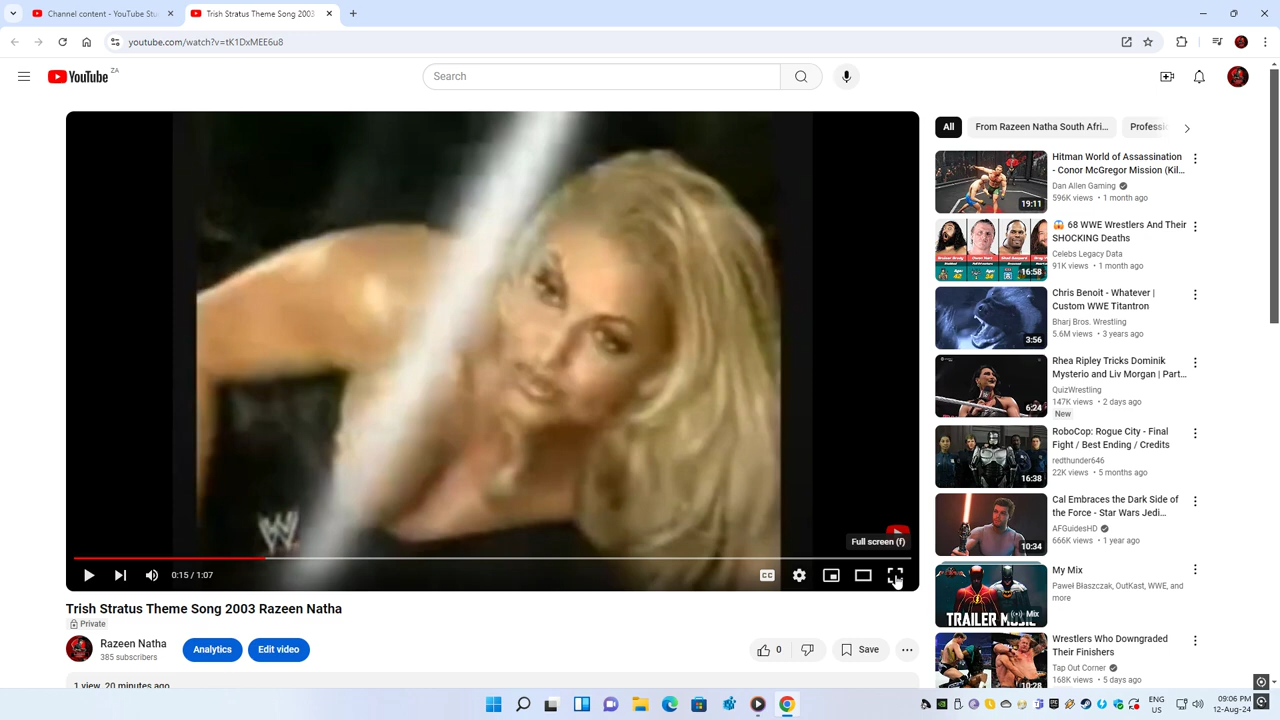 Channel content - YouTube Stu
Trish Stratus Theme Song 2003
youtube.com/watch?v=tK1DxMEE6u8
YouTube ZA
Search
W
Full screen (f)
0:15 / 1:07
CC
Trish Stratus Theme Song 2003 Razeen Natha
Private
Razeen Natha
385 subscribers
Analytics
Edit video
0
Save
1 view 20 minutes ago
All
From Razeen Natha South Afri...
Professio
19:11
Hitman World of Assassination
- Conor McGregor Mission (Kil...
Dan Allen Gaming
596K views • 1 month ago
16:58
😱 68 WWE Wrestlers And Their
SHOCKING Deaths
Celebs Legacy Data
91K views • 1 month ago
3:56
Chris Benoit - Whatever |
Custom WWE Titantron
Bharj Bros. Wrestling
5.6M views • 3 years ago
6:24
Rhea Ripley Tricks Dominik
Mysterio and Liv Morgan | Part...
QuizWrestling
147K views • 2 days ago
New
16:38
RoboCop: Rogue City - Final
Fight / Best Ending / Credits
redthunder646
22K views • 5 months ago
10:34
Cal Embraces the Dark Side of
the Force - Star Wars Jedi...
AFGuidesHD
666K views • 1 year ago
TRAILER MUSIC
Mix
My Mix
Paweł Błaszczak, OutKast, WWE, and
more
10:28
Wrestlers Who Downgraded
Their Finishers
Tap Out Corner
168K views • 5 days ago
ENG
US
09:06 PM
12-Aug-24